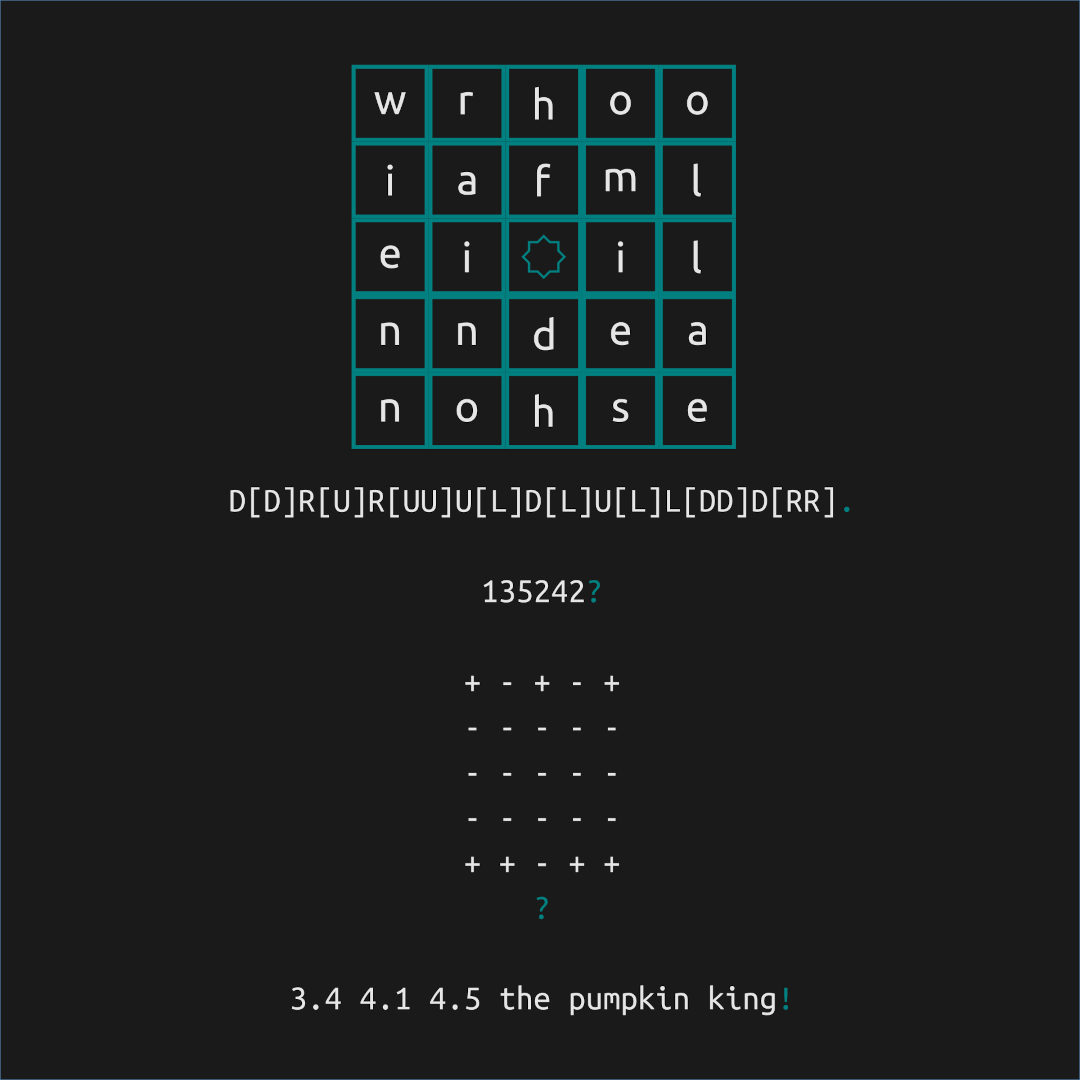 w r h o o
i a f m l
e i i l
n n d e a
n o h s e
D[D]R[U]R[UU]U[L]D[L]U[L]L[DD]D[RR].
135242?
+ - + - +
- - - - -
- - - - -
- - - - -
+ + - + +
?
3.4 4.1 4.5 the pumpkin king!